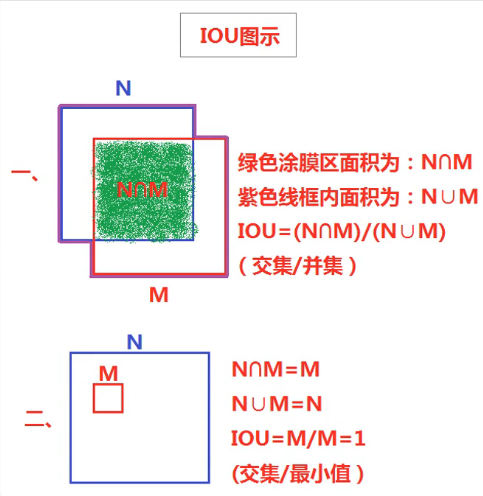 IOU图示
N
一、
N∩M
绿色涂膜区面积为：N∩M
紫色线框内面积为：N∪M
IOU=(N∩M)/(N∪M)
（交集/并集）
M
N
M
二、
N∩M=M
N∪M=N
IOU=M/M=1
(交集/最小值）